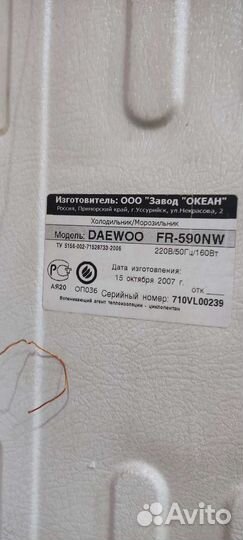 Изготовитель: ООО "Завод "ОКЕАН"
Россия, Приморский край, г.Уссурийск, ул.Некрасова, 2
Холодильник/Морозильник
Модель: DAEWOO FR-590NW
ТУ 5156-002-71529733-2006 220В/50Гц/160Вт
Дата изготовления:
15 октября 2007 г.
АЯ20 ОП036 Серийный номер: 710VL00239 ОТК
Вспенивающий агент теплоизоляции - циклопентан
Avito